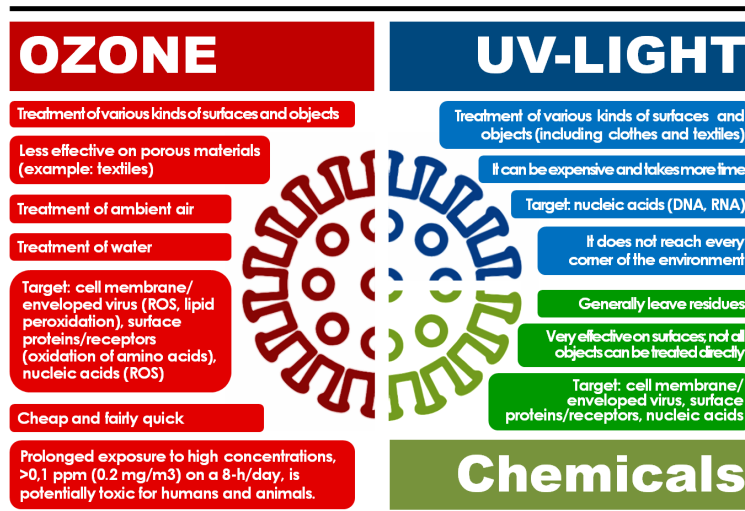 OZONE
Treatment of various kinds of surfaces and objects
Less effective on porous materials
(example: textiles)
Treatment of ambient air
Treatment of water
Target: cell membrane/
enveloped virus (ROS, lipid
peroxidation), surface
proteins/receptors
(oxidation of amino acids),
nucleic acids (ROS)
Cheap and fairly quick
Prolonged exposure to high concentrations,
>0,1 ppm (0.2 mg/m3) on a 8-h/day, is
potentially toxic for humans and animals.
UV-LIGHT
Treatment of various kinds of surfaces and
objects (including clothes and textiles)
It can be expensive and takes more time
Target: nucleic acids (DNA, RNA)
It does not reach every
corner of the environment
Generally leave residues
Very effective on surfaces; not all
objects can be treated directly
Target: cell membrane/
enveloped virus, surface
proteins/receptors, nucleic acids
Chemicals